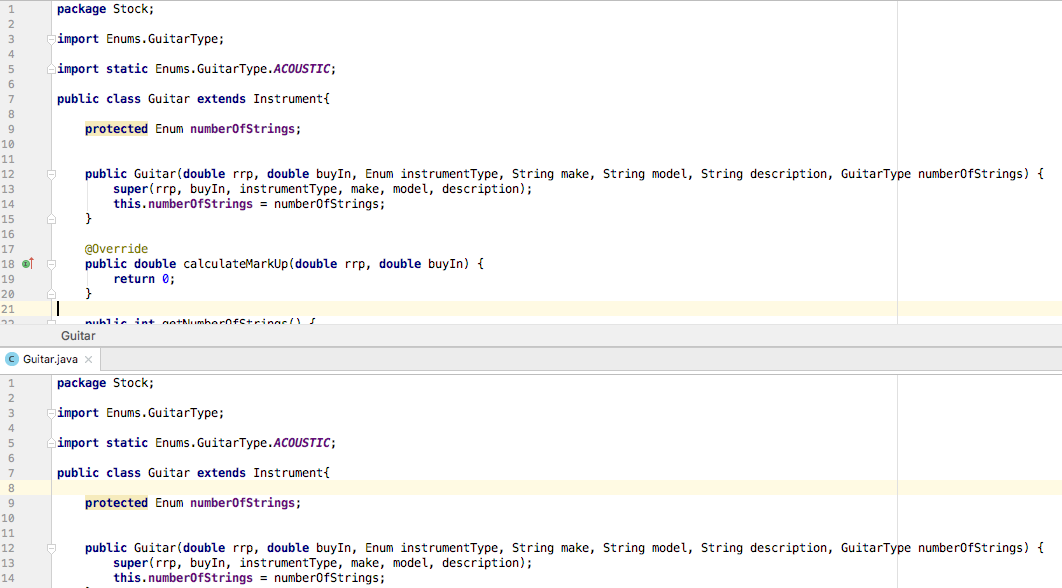 1 package Stock;
2
3 import Enums.GuitarType;
4
5 import static Enums.GuitarType.ACOUSTIC;
6
7 public class Guitar extends Instrument{
8
9 protected Enum numberOfStrings;
10
11
12 public Guitar(double rrp, double buyIn, Enum instrumentType, String make, String model, String description, GuitarType numberOfStrings) {
13 super(rrp, buyIn, instrumentType, make, model, description);
14 this.numberOfStrings = numberOfStrings;
15 }
16
17 @Override
18 public double calculateMarkUp(double rrp, double buyIn) {
19 return 0;
20 }
21
22 public int getNumberOfStrings() {
Guitar
C Guitar.java
1 package Stock;
2
3 import Enums.GuitarType;
4
5 import static Enums.GuitarType.ACOUSTIC;
6
7 public class Guitar extends Instrument{
8
9 protected Enum numberOfStrings;
10
11
12 public Guitar(double rrp, double buyIn, Enum instrumentType, String make, String model, String description, GuitarType numberOfStrings) {
13 super(rrp, buyIn, instrumentType, make, model, description);
14 this.numberOfStrings = numberOfStrings;